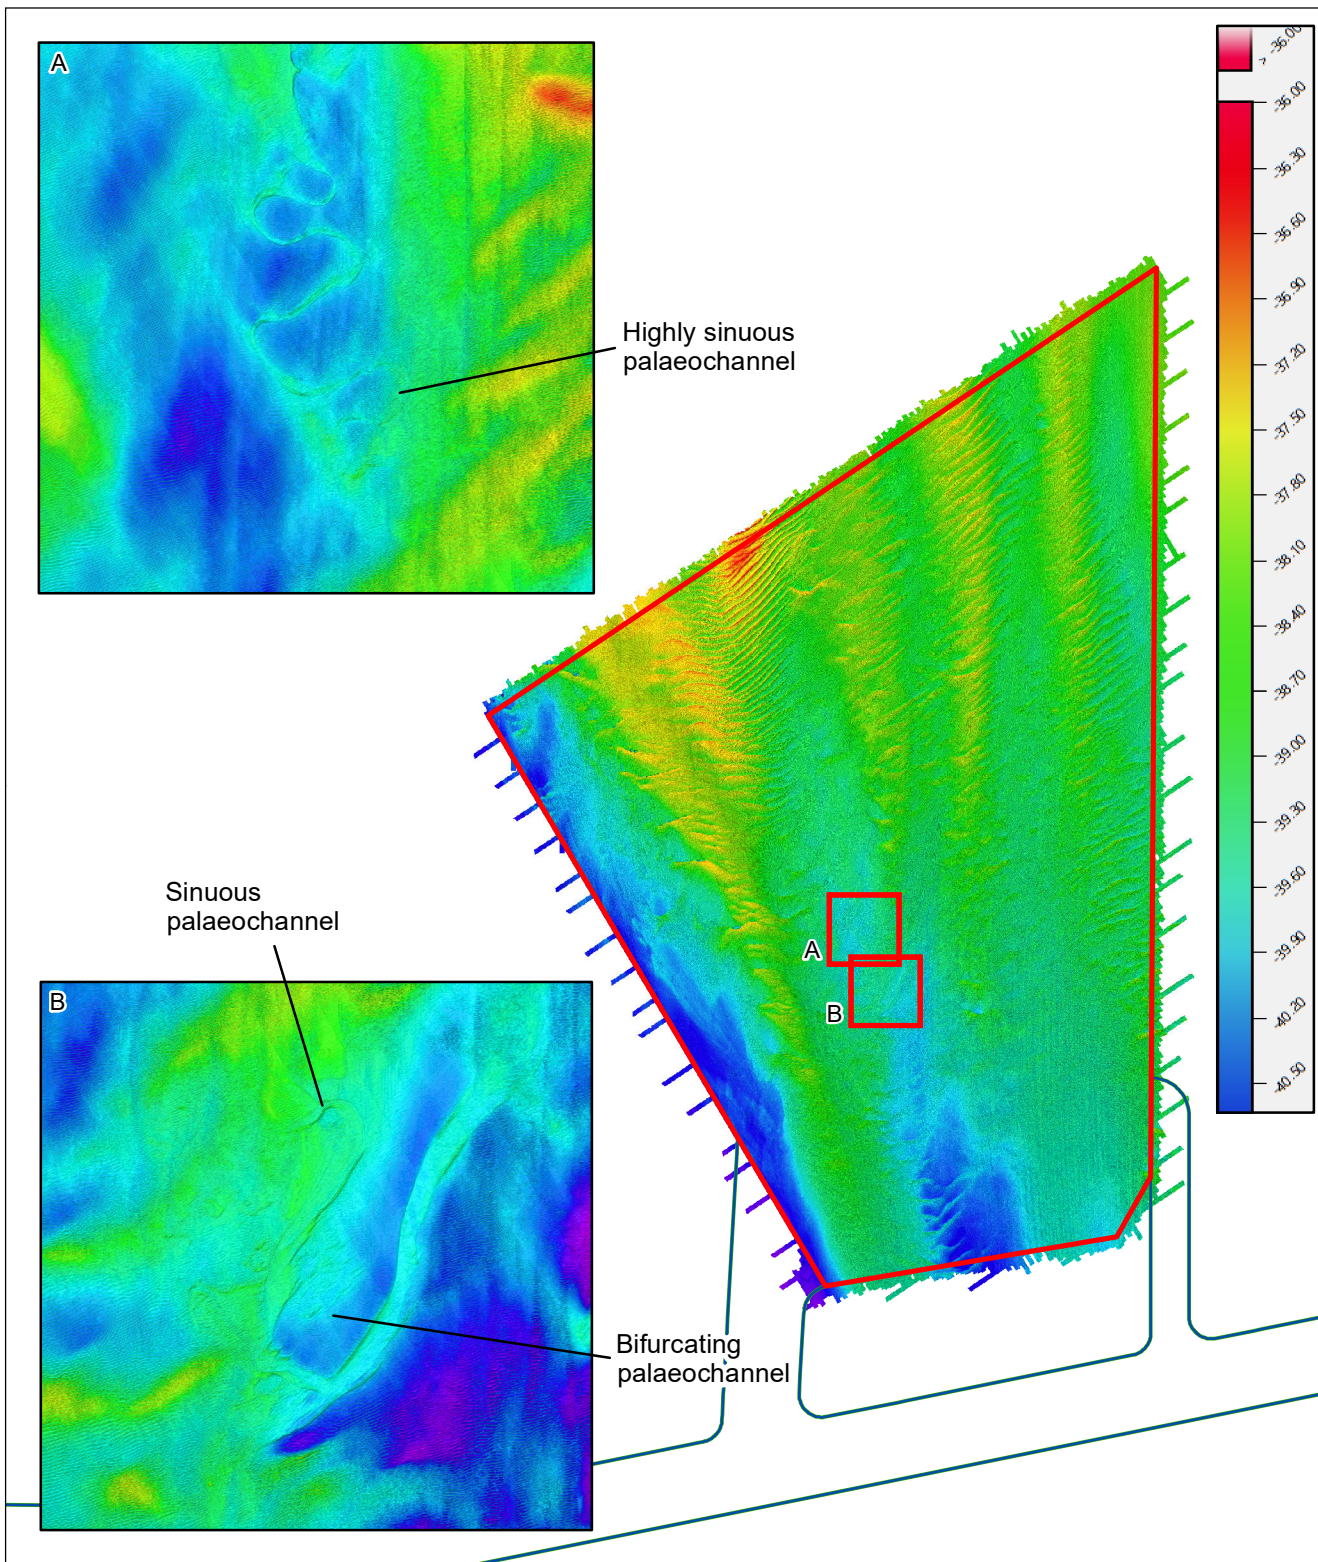 A
> -36.00
-36.00
-36.30
-36.60
-36.90
-37.20
-37.50
-37.80
-38.10
-38.40
-38.70
-39.00
-39.30
-39.60
-39.90
-40.20
-40.50
Highly sinuous
palaeochannel
Sinuous
palaeochannel
A
B
B
Bifurcating
palaeochannel